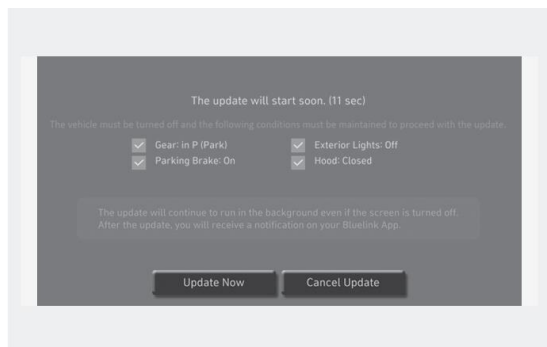 The update will start soon. (11 sec)
The vehicle must be turned off and the following conditions must be maintained to proceed with the update.
Gear: in P (Park) Exterior Lights: Off
Parking Brake: On Hood: Closed
The update will continue to run in the background even if the screen is turned off.
After the update, you will receive a notification on your Bluelink App.
Update Now Cancel Update